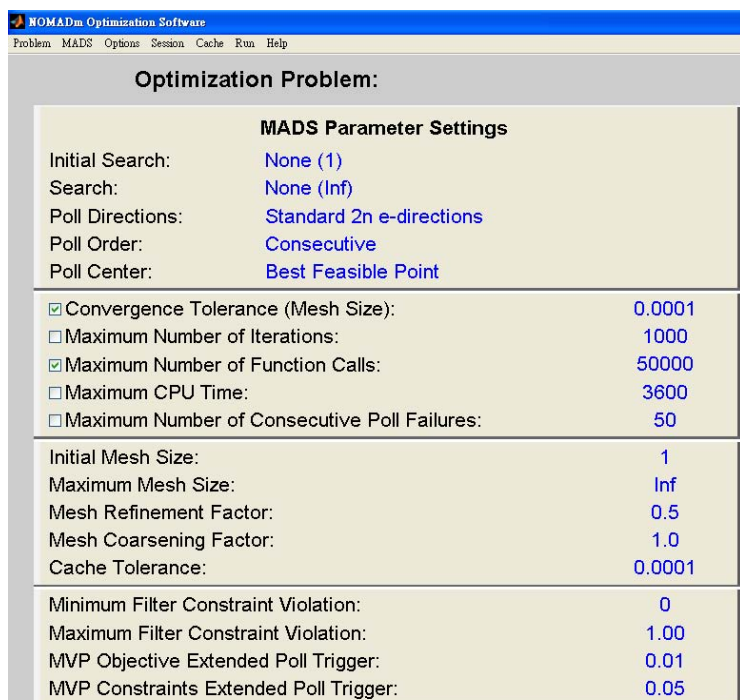 NOMADm Optimization Software
Problem MADS Options Session Cache Run Help
Optimization Problem:
MADS Parameter Settings
Initial Search: None (1)
Search: None (Inf)
Poll Directions: Standard 2n e-directions
Poll Order: Consecutive
Poll Center: Best Feasible Point
Convergence Tolerance (Mesh Size): 0.0001
Maximum Number of Iterations: 1000
Maximum Number of Function Calls: 50000
Maximum CPU Time: 3600
Maximum Number of Consecutive Poll Failures: 50
Initial Mesh Size: 1
Maximum Mesh Size: Inf
Mesh Refinement Factor: 0.5
Mesh Coarsening Factor: 1.0
Cache Tolerance: 0.0001
Minimum Filter Constraint Violation: 0
Maximum Filter Constraint Violation: 1.00
MVP Objective Extended Poll Trigger: 0.01
MVP Constraints Extended Poll Trigger: 0.05